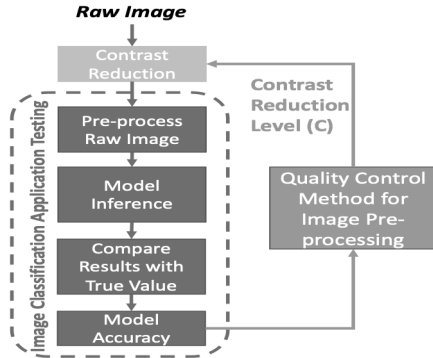 Raw Image
Contrast
Reduction
Contrast
Reduction
Level (C)
Image Classification Application Testing
Pre-process
Raw Image
Model
Inference
Quality Control
Method for
Image Pre-
processing
Compare
Results with
True Value
Model
Accuracy